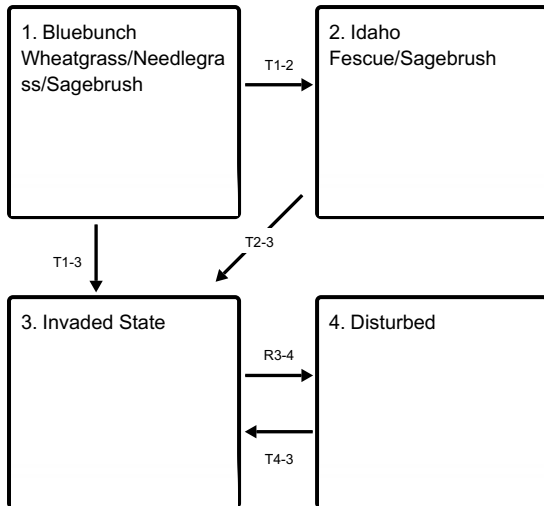 1. Bluebunch
Wheatgrass/Needlegra
ss/Sagebrush
T1-2
2. Idaho
Fescue/Sagebrush
T1-3
T2-3
3. Invaded State
R3-4
T4-3
4. Disturbed